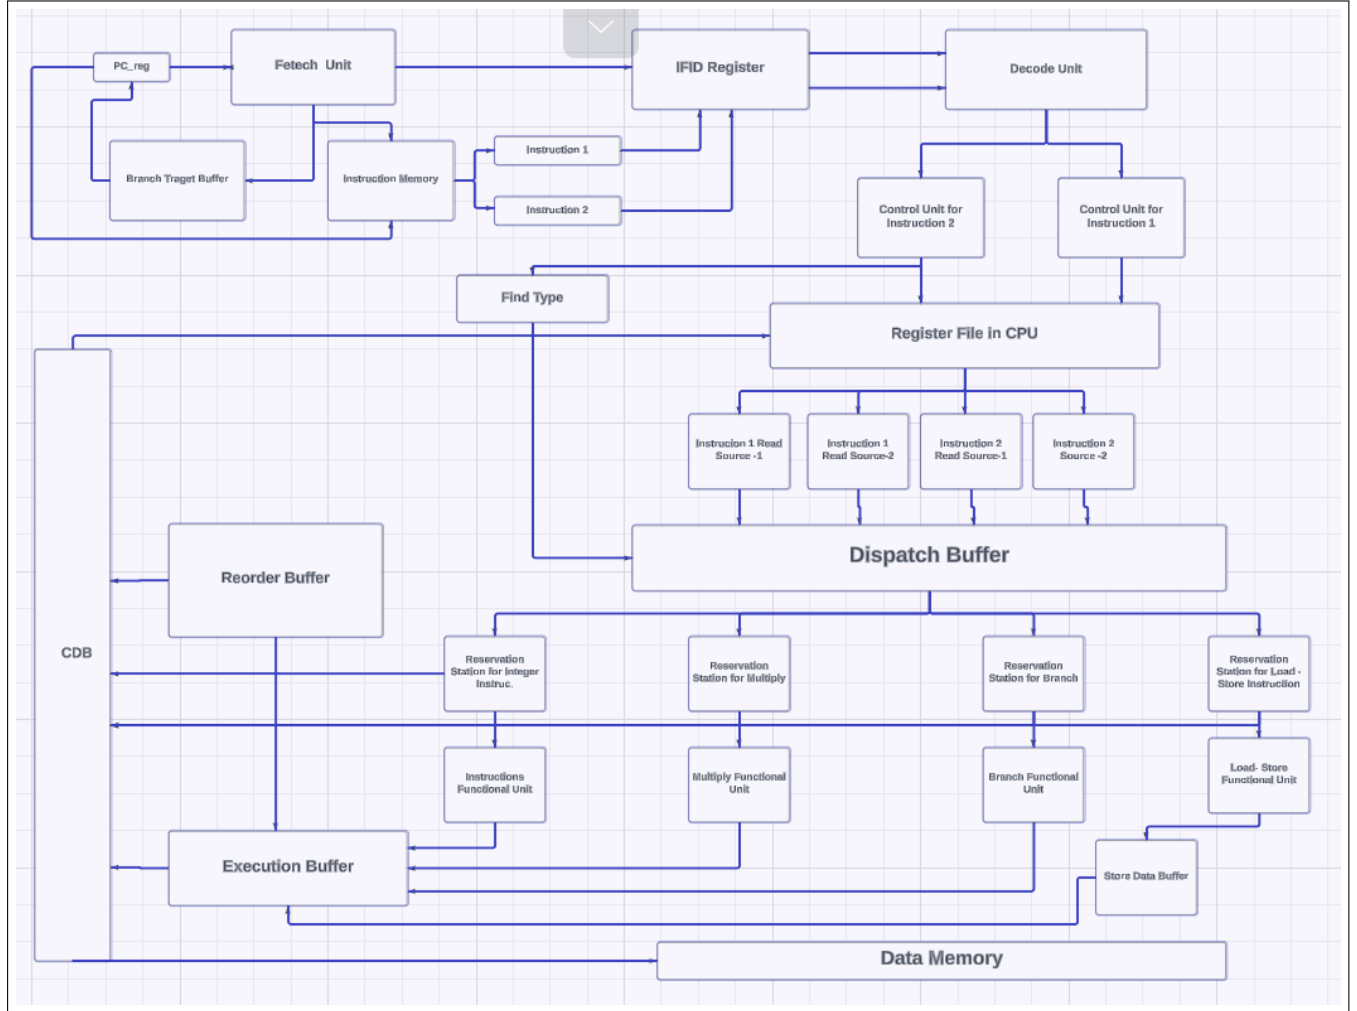 PC_reg
Fetech Unit
IFID Register
Decode Unit
Branch Traget Buffer
Instruction Memory
Instruction 1
Instruction 2
Control Unit for
Instruction 2
Control Unit for
Instruction 1
Find Type
Register File in CPU
Instrucion 1 Read
Source -1
Instruction 1
Read Source-2
Instruction 2
Read Source-1
Instruction 2
Source -2
Dispatch Buffer
Reorder Buffer
CDB
Reservation
Station for Integer
Instruc.
Reservation
Station for Multiply
Reservation
Station for Branch
Reservation
Station for Load -
Store Instruction
Instructions
Functional Unit
Multiply Functional
Unit
Branch Functional
Unit
Load- Store
Functional Unit
Execution Buffer
Store Data Buffer
Data Memory